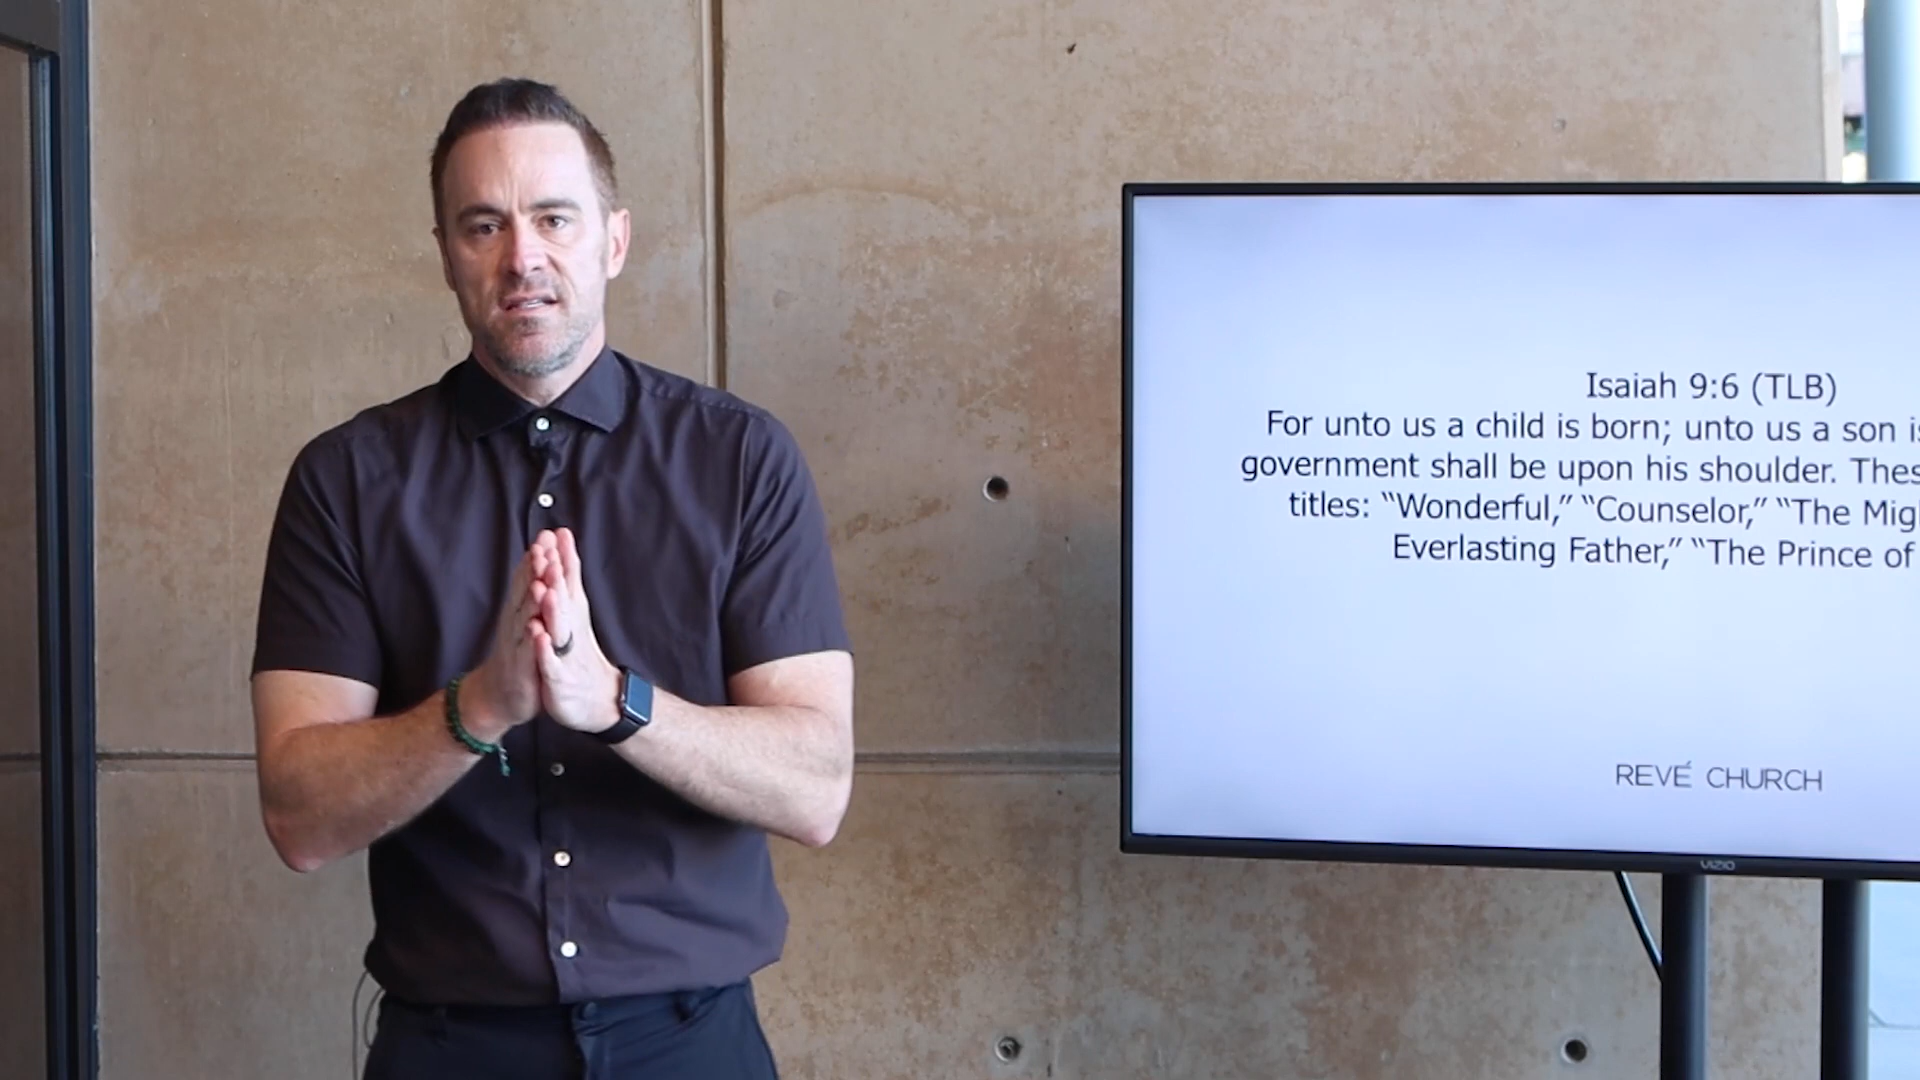 Isaiah 9:6 (TLB)
For unto us a child is born; unto us a son
government shall be upon his shoulder.
titles: “Wonderful,” “Counselor,” “The
Everlasting Father,” “The Prince of
REVÉ CHURCH
VIZIO